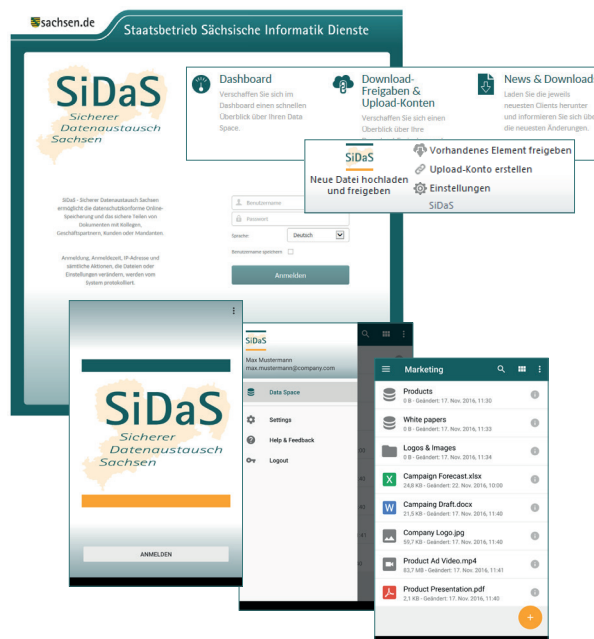 sachsen.de
Staatsbetrieb Sächsische Informatik Dienste
SiDaS
Sicherer
Datenaustausch
Sachsen
Dashboard
Verschaffen Sie sich im
Dashboard einen schnellen
Überblick über Ihren Data
Space.
Download-
Freigaben &
Upload-Konten
Verschaffen Sie sich einen
Überblick über Ihre
News & Downloads
Laden Sie die jeweils
neuesten Clients herunter
und informieren Sie sich über
die neuesten Änderungen.
SiDaS
Neue Datei hochladen
und freigeben
Vorhandenes Element freigeben
Upload-Konto erstellen
Einstellungen
SiDaS
SiDaS - Sicherer Datenaustausch Sachsen
ermöglicht die datenschutzkonforme Online-
Speicherung und das sichere Teilen von
Dokumenten mit Kollegen,
Geschäftspartnern, Kunden oder Mandanten.
Anmeldung, Anmeldezeit, IP-Adresse und
sämtliche Aktionen, die Dateien oder
Einstellungen verändern, werden vom
System protokolliert.
Benutzername
Passwort
Sprache:
Deutsch
Benutzername speichern
Anmelden
SiDaS
Sicherer
Datenaustausch
Sachsen
ANMELDEN
SiDaS
Max Mustermann
max.mustermann@company.com
Data Space
Settings
Help & Feedback
Logout
Marketing
Products
0 B - Geändert: 17. Nov. 2016, 11:30
White papers
0 B - Geändert: 17. Nov. 2016, 11:33
Logos & Images
0 B - Geändert: 17. Nov. 2016, 11:34
Campaign Forecast.xlsx
24,8 KB - Geändert: 22. Nov. 2016, 10:00
Campaing Draft.docx
21,5 KB - Geändert: 17. Nov. 2016, 11:40
Company Logo.jpg
59,7 KB - Geändert: 17. Nov. 2016, 11:40
Product Ad Video.mp4
83,7 MB - Geändert: 17. Nov. 2016, 11:41
Product Presentation.pdf
2,1 KB - Geändert: 17. Nov. 2016, 11:40